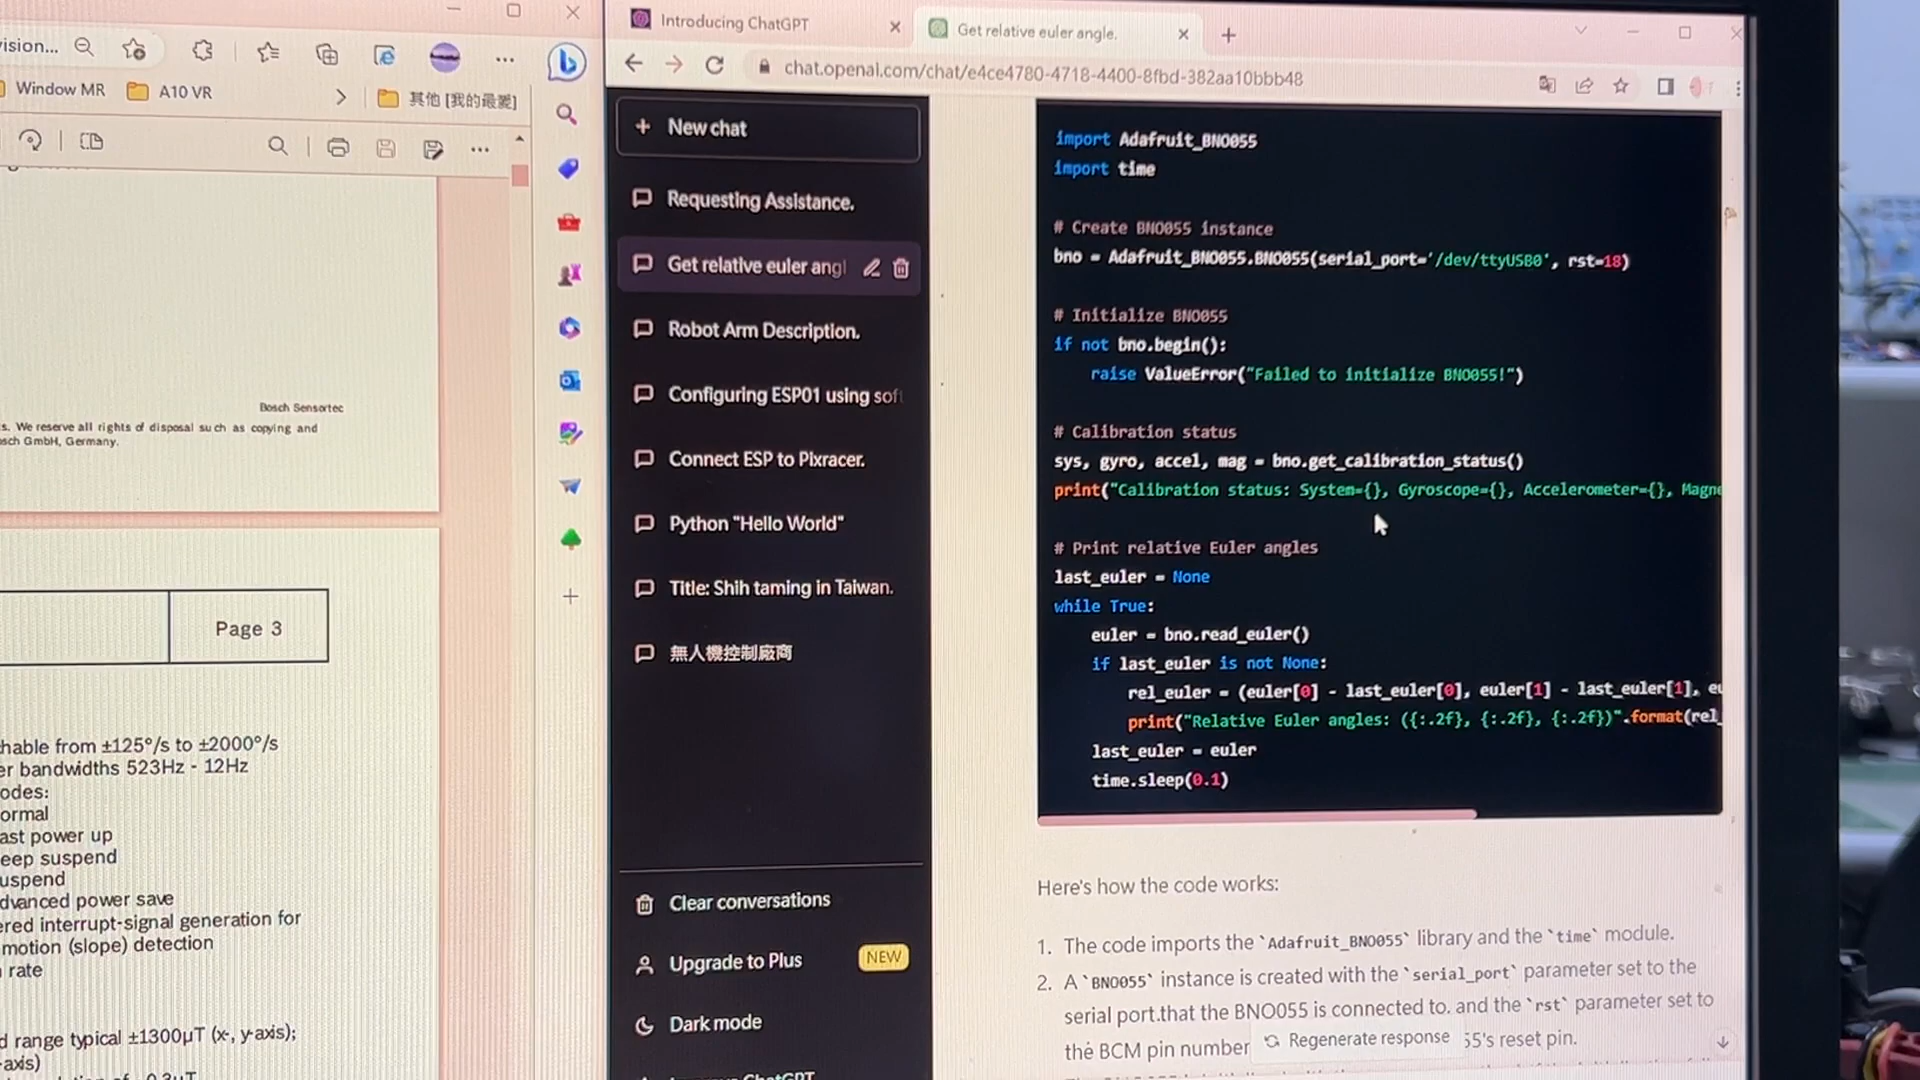 Window MR
A10 VR
其他 [我的最愛]
Bosch Sensortec
s. We reserve all rights of disposal such as copying and
osch GmbH, Germany.
Page 3
hable from ±125°/s to ±2000°/s
er bandwidths 523Hz - 12Hz
odes:
ormal
ast power up
eep suspend
uspend
dvanced power save
ered interrupt-signal generation for
motion (slope) detection
rate
d range typical ±1300µT (x-, y-axis);
-axis)
Introducing ChatGPT
Get relative euler angle.
chat.openai.com/chat/e4ce4780-4718-4400-8fbd-382aa10bbb48
New chat
Requesting Assistance.
Get relative euler angl
Robot Arm Description.
Configuring ESP01 using soft
Connect ESP to Pixracer.
Python "Hello World"
Title: Shih taming in Taiwan.
無人機控制廠商
Clear conversations
Upgrade to Plus NEW
Dark mode
import Adafruit_BNO055
import time
# Create BNO055 instance
bno = Adafruit_BNO055.BNO055(serial_port='/dev/ttyUSB0', rst=18)
# Initialize BNO055
if not bno.begin():
raise ValueError("Failed to initialize BNO055!")
# Calibration status
sys, gyro, accel, mag = bno.get_calibration_status()
print("Calibration status: System={}, Gyroscope={}, Accelerometer={}, Magne
# Print relative Euler angles
last_euler = None
while True:
euler = bno.read_euler()
if last_euler is not None:
rel_euler = (euler[0] - last_euler[0], euler[1] - last_euler[1], eu
print("Relative Euler angles: ({:.2f}, {:.2f}, {:.2f})".format(rel_
last_euler = euler
time.sleep(0.1)
Here's how the code works:
1. The code imports the `Adafruit_BNO055` library and the `time` module.
2. A `BNO055` instance is created with the `serial_port` parameter set to the
serial port that the BNO055 is connected to, and the `rst` parameter set to
the BCM pin number
Regenerate response
55's reset pin.